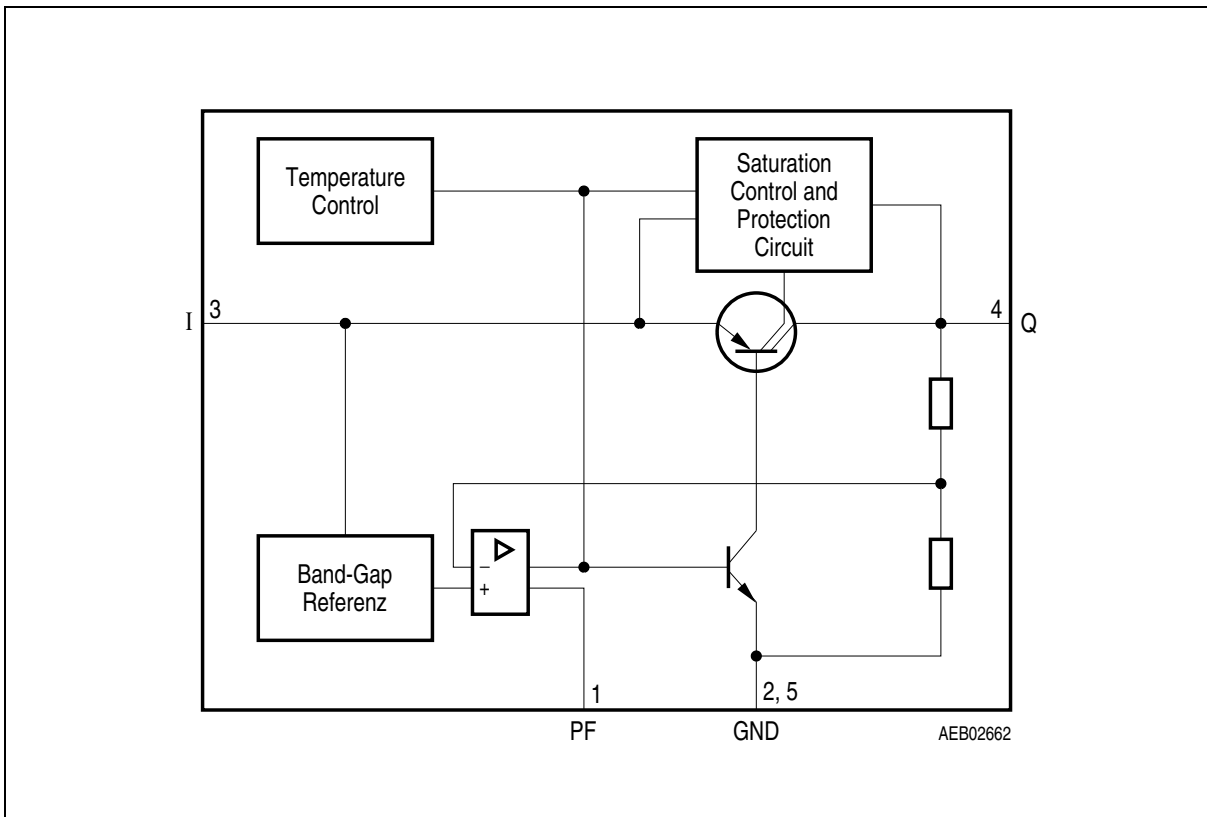 Temperature
Control
Saturation
Control and
Protection
Circuit
I
3
4
Q
Band-Gap
Referenz
−
+
1
2, 5
PF
GND
AEB02662